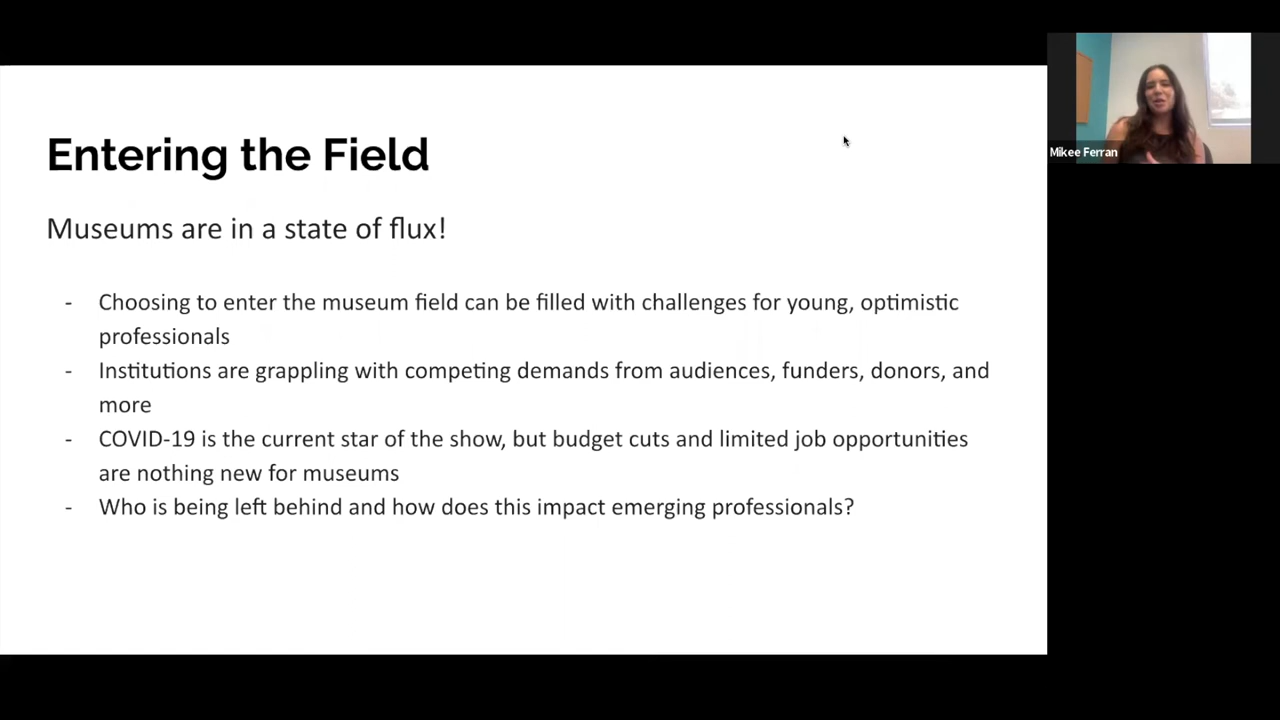 Entering the Field
Museums are in a state of flux!
- Choosing to enter the museum field can be filled with challenges for young, optimistic
professionals
- Institutions are grappling with competing demands from audiences, funders, donors, and
more
- COVID-19 is the current star of the show, but budget cuts and limited job opportunities
are nothing new for museums
- Who is being left behind and how does this impact emerging professionals?
Mikee Ferran